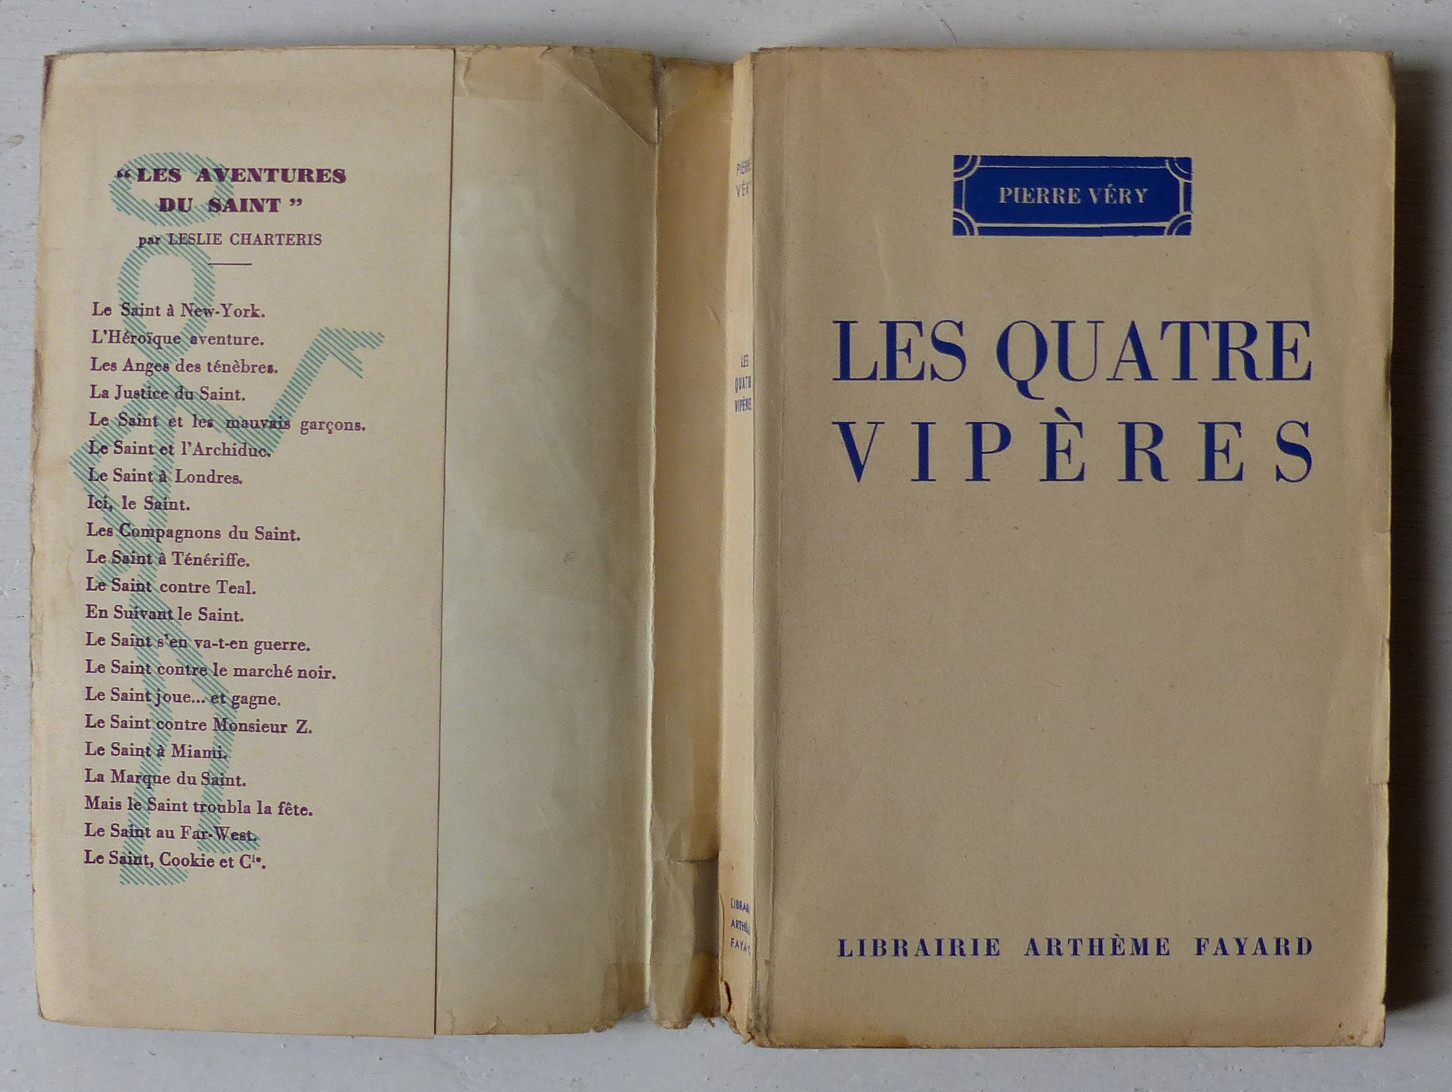 “ LES AVENTURES
DU SAINT ”
par LESLIE CHARTERIS
Le Saint à New-York.
L'Héroïque aventure.
Les Anges des ténèbres.
La Justice du Saint.
Le Saint et les mauvais garçons.
Le Saint et l'Archiduc.
Le Saint à Londres.
Ici, le Saint.
Les Compagnons du Saint.
Le Saint à Ténériffe.
Le Saint contre Teal.
En Suivant le Saint.
Le Saint s'en va-t-en guerre.
Le Saint contre le marché noir.
Le Saint joue... et gagne.
Le Saint contre Monsieur Z.
Le Saint à Miami.
La Marque du Saint.
Mais le Saint troubla la fête.
Le Saint au Far-West.
Le Saint, Cookie et Cie.
PIERRE
VÉRY
LES
QUATR
VIPÈRE
LIBRAI
ARTHÈ
FAYA
PIERRE VÉRY
LES QUATRE
VIPÈRES
LIBRAIRIE ARTHÈME FAYARD